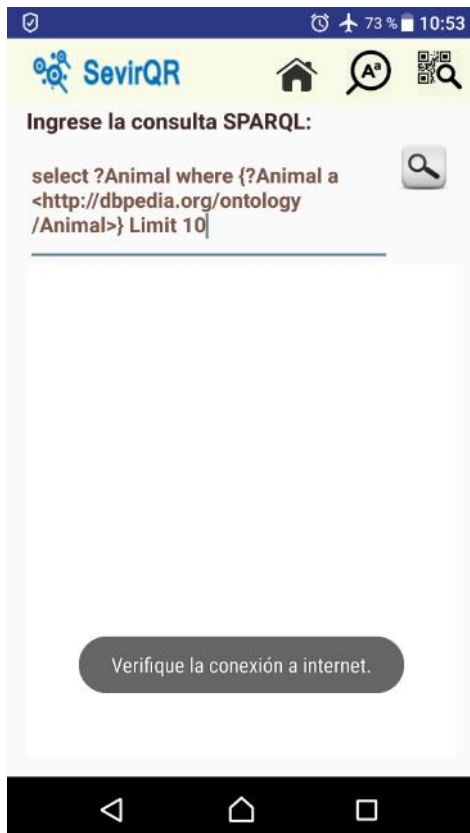 73 % 10:53
SevirQR
Aª
Ingrese la consulta SPARQL:
select ?Animal where {?Animal a
<http://dbpedia.org/ontology
/Animal>} Limit 10
Verifique la conexión a internet.